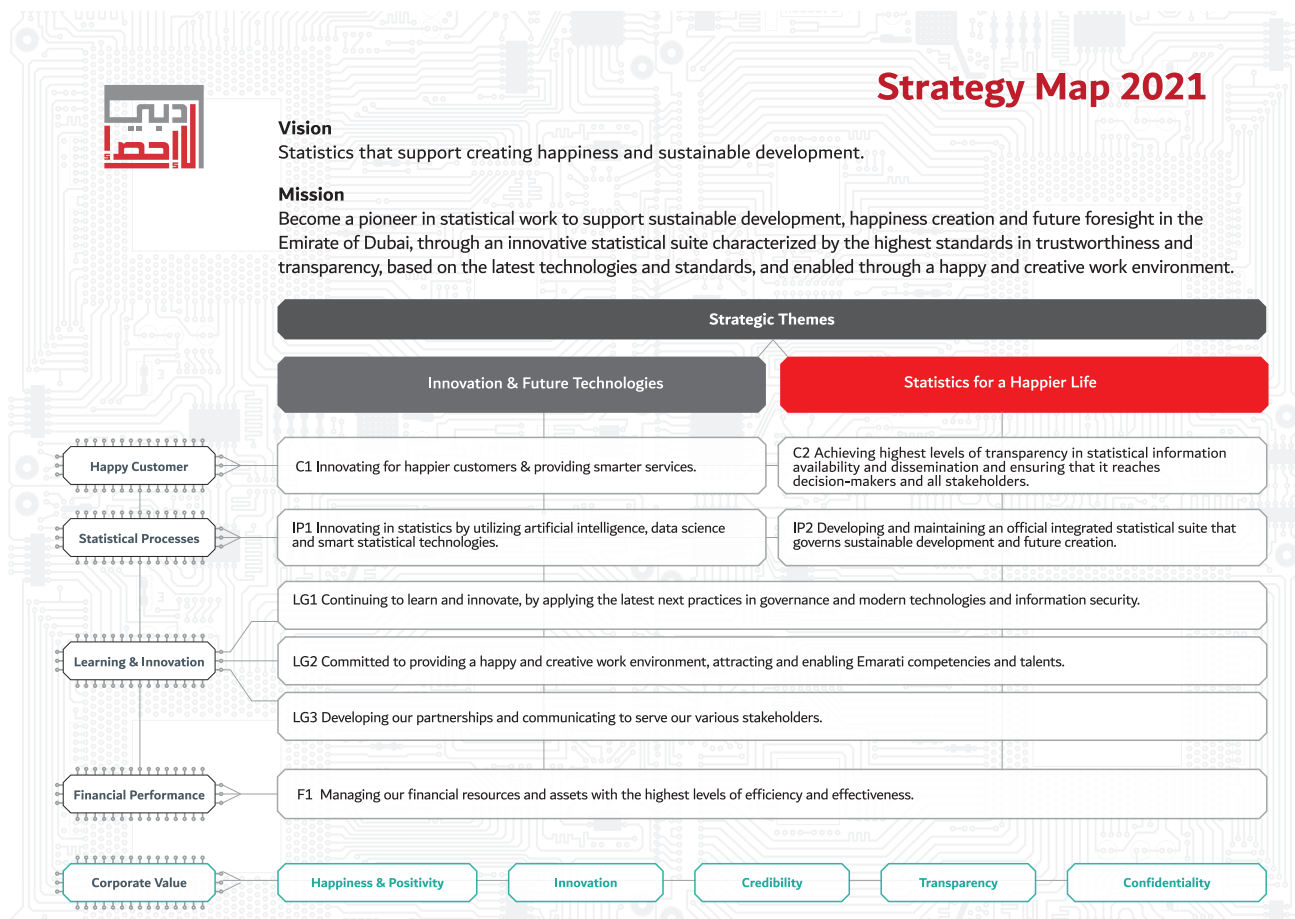 Strategy Map 2021
دبي
للإحصاء
Vision
Statistics that support creating happiness and sustainable development.
Mission
Become a pioneer in statistical work to support sustainable development, happiness creation and future foresight in the
Emirate of Dubai, through an innovative statistical suite characterized by the highest standards in trustworthiness and
transparency, based on the latest technologies and standards, and enabled through a happy and creative work environment.
Strategic Themes
Innovation & Future Technologies
Statistics for a Happier Life
Happy Customer
C1 Innovating for happier customers & providing smarter services.
C2 Achieving highest levels of transparency in statistical information
availability and dissemination and ensuring that it reaches
decision-makers and all stakeholders.
Statistical Processes
IP1 Innovating in statistics by utilizing artificial intelligence, data science
and smart statistical technologies.
IP2 Developing and maintaining an official integrated statistical suite that
governs sustainable development and future creation.
Learning & Innovation
LG1 Continuing to learn and innovate, by applying the latest next practices in governance and modern technologies and information security.
LG2 Committed to providing a happy and creative work environment, attracting and enabling Emarati competencies and talents.
LG3 Developing our partnerships and communicating to serve our various stakeholders.
Financial Performance
F1 Managing our financial resources and assets with the highest levels of efficiency and effectiveness.
Corporate Value
Happiness & Positivity
Innovation
Credibility
Transparency
Confidentiality